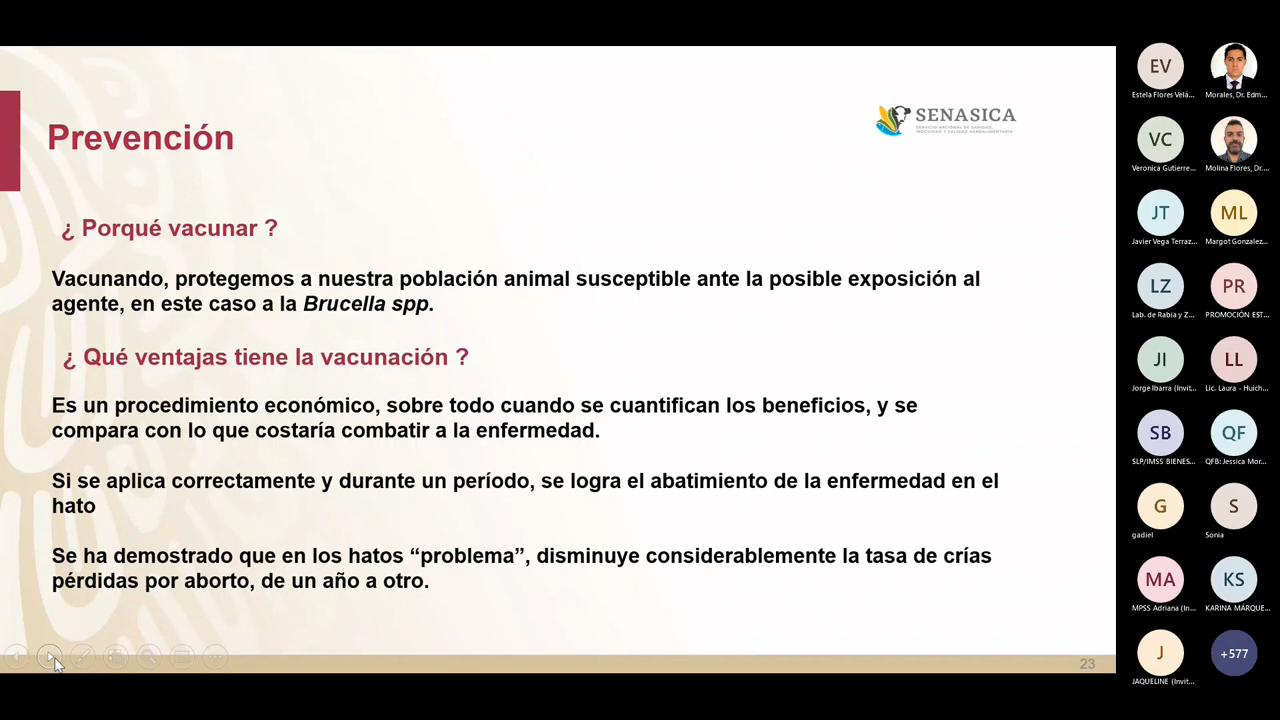 Prevención
SENASICA
SERVICIO NACIONAL DE SANIDAD,
INOCUIDAD Y CALIDAD AGROALIMENTARIA
¿ Porqué vacunar ?
Vacunando, protegemos a nuestra población animal susceptible ante la posible exposición al
agente, en este caso a la Brucella spp.
¿ Qué ventajas tiene la vacunación ?
Es un procedimiento económico, sobre todo cuando se cuantifican los beneficios, y se
compara con lo que costaría combatir a la enfermedad.
Si se aplica correctamente y durante un período, se logra el abatimiento de la enfermedad en el
hato
Se ha demostrado que en los hatos “problema”, disminuye considerablemente la tasa de crías
pérdidas por aborto, de un año a otro.
23
EV
Estela Flores Velá...
Morales, Dr. Edm...
VC
Veronica Gutierre...
Molina Flores, Dr....
JT
Javier Vega Terraz...
ML
Margot Gonzalez...
LZ
Lab. de Rabia y Z...
PR
PROMOCIÓN EST...
JI
Jorge Ibarra (Invit...
LL
Lic. Laura - Huich...
SB
SLP/IMSS BIENES...
QF
QFB: Jessica Mor...
G
gadiel
S
Sonia
MA
MPSS Adriana (In...
KS
KARINA MÁRQUE...
J
JAQUELINE (Invit...
+577